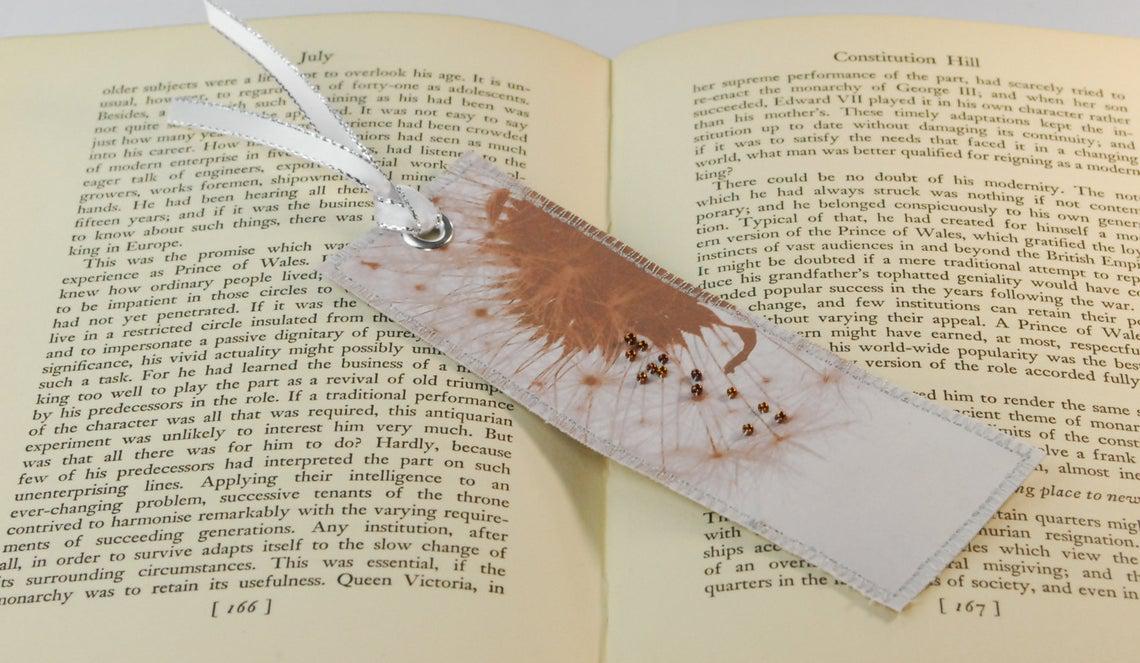 July
older subjects were a to overlook his age. It is un-
usual, however, to regard of forty-one as adolescents.
Besides, a such training as his had been was
not quite It was not easy to say
just how many experience had been crowded
into his career. How seniors had seen as much
of modern enterprise in five had listened to the
eager talk of engineers, social work
growers, works foremen, shipowners mine
hands. He had been hearing all their
fifteen years; and if it was the business
to know about such things, there was
king in Europe.
This was the promise which was
experience as Prince of Wales.
knew how ordinary people lived;
to be impatient in those circles to
had not yet penetrated. If it was the
live in a restricted circle insulated from the
and to impersonate a passive dignitary of purely
significance, his vivid actuality might possibly
such a task. For he had learned the business of a
king too well to play the part as a revival of old triumphs
by his predecessors in the role. If a traditional performance
of the character was all that was required, this antiquarian
experiment was unlikely to interest him very much. But
was that all there was for him to do? Hardly, because
few of his predecessors had interpreted the part on such
unenterprising lines. Applying their intelligence to an
ever-changing problem, successive tenants of the throne
contrived to harmonise remarkably with the varying require-
ments of succeeding generations. Any institution, after
all, in order to survive adapts itself to the slow change of
its surrounding circumstances. This was essential, if the
monarchy was to retain its usefulness. Queen Victoria, in
[ 166 ]
Constitution Hill
her supreme performance of the part, had scarcely tried to
re-enact the monarchy of George III; and when her son
succeeded, Edward VII played it in his own character rather
than his mother's. These timely adaptations kept the in-
stitution up to date without damaging its continuity; and
if it was to satisfy the needs that faced it in a changing
world, what man was better qualified for reigning as a modern
king?
There could be no doubt of his modernity. The
which he had always struck was nothing if not
porary; and he belonged conspicuously to his own
tion. Typical of that, he had created for himself a
ern version of the Prince of Wales, which gratified the
instincts of vast audiences in and beyond the British
It might be doubted if a mere traditional attempt to
duce his grandfather's tophatted geniality would have
popular success in the years following the war.
change, and few institutions can retain their
without varying their appeal. A Prince of
might have earned, at most,
his world-wide popularity was the
version of the role accorded fully
him to render the same
ancient theme of
limits of the
a frank
almost
place to new
quarters
with resignation.
ships which view the
of an misgiving; and
quarters in the of society, and even in
[ 167 ]